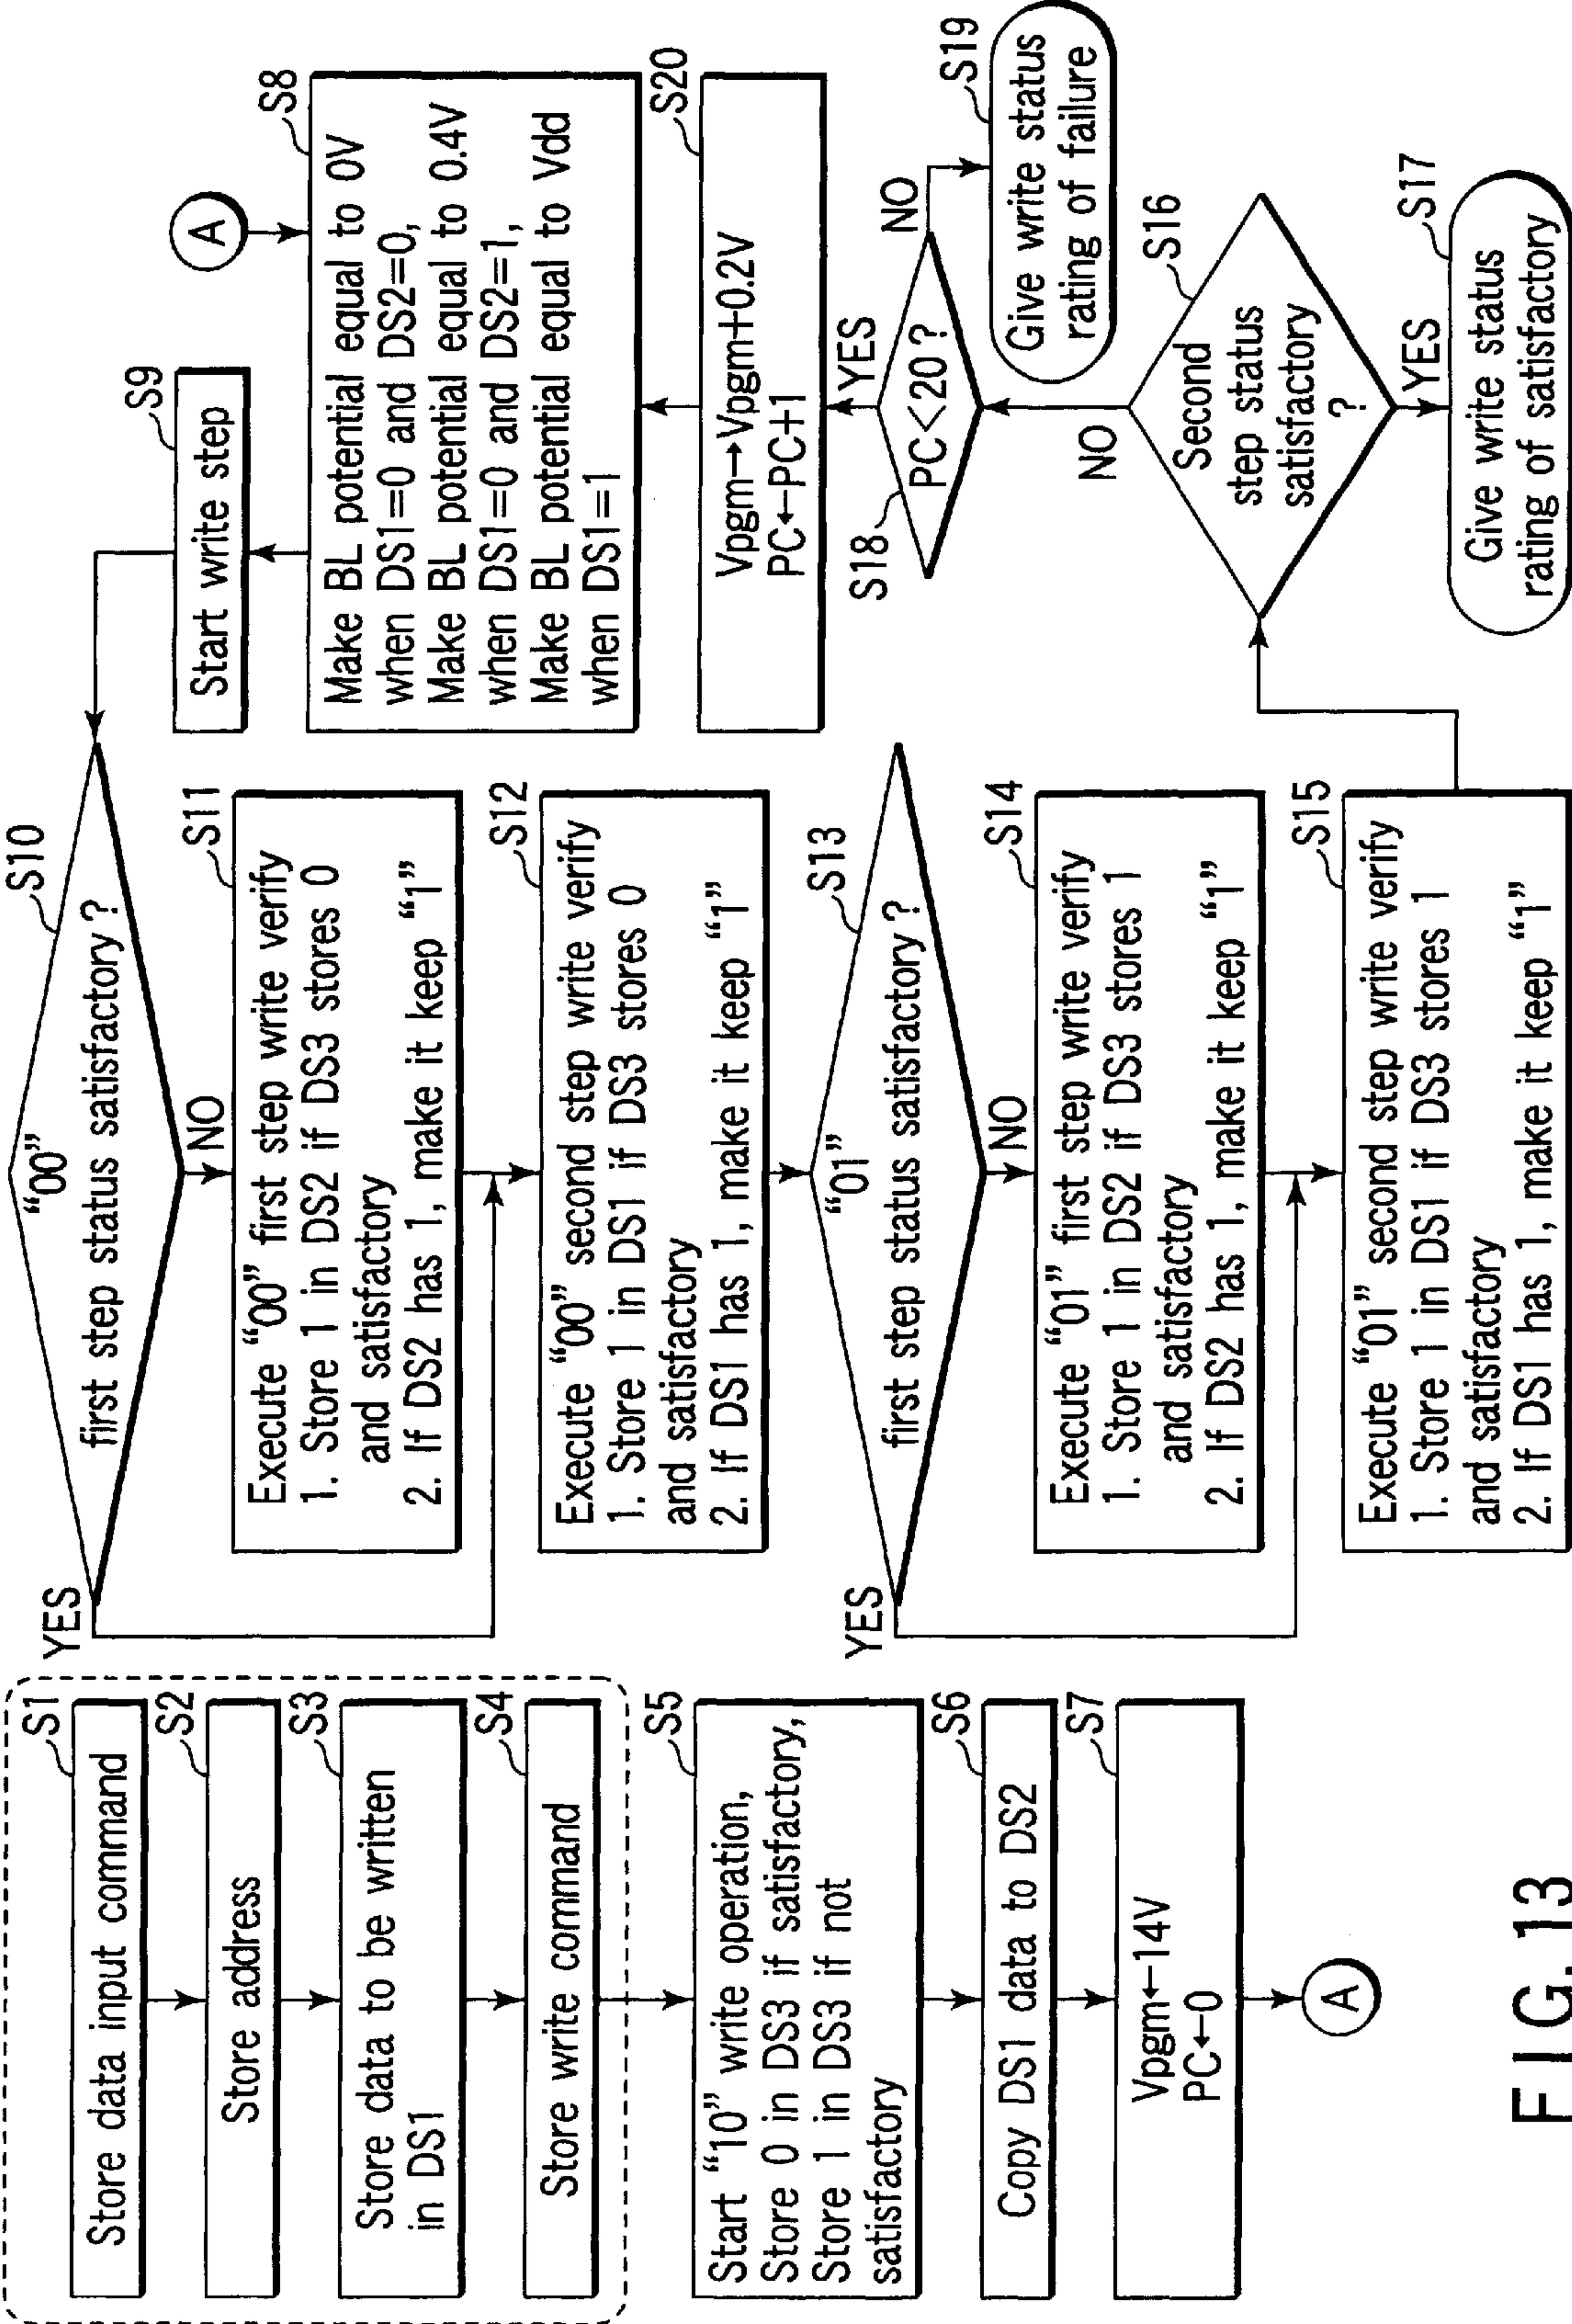 S1
Store data input command
S2
Store address
S3
Store data to be written
in DS1
S4
Store write command
S5
Start “10” write operation,
Store 0 in DS3 if satisfactory,
Store 1 in DS3 if not
satisfactory
S6
Copy DS1 data to DS2
S7
Vpgm←14V
PC←0
A
S10
“00”
first step status satisfactory ?
YES
NO
S11
Execute “00” first step write verify
1. Store 1 in DS2 if DS3 stores 0
and satisfactory
2. If DS2 has 1, make it keep “1”
S12
Execute “00” second step write verify
1. Store 1 in DS1 if DS3 stores 0
and satisfactory
2. If DS1 has 1, make it keep “1”
S13
“01”
first step status satisfactory ?
YES
NO
S14
Execute “01” first step write verify
1. Store 1 in DS2 if DS3 stores 1
and satisfactory
2. If DS2 has 1, make it keep “1”
S15
Execute “01” second step write verify
1. Store 1 in DS1 if DS3 stores 1
and satisfactory
2. If DS1 has 1, make it keep “1”
A
S9
Start write step
S8
Make BL potential equal to 0V
when DS1=0 and DS2=0,
Make BL potential equal to 0.4V
when DS1=0 and DS2=1,
Make BL potential equal to Vdd
when DS1=1
S20
Vpgm→Vpgm+0.2V
PC←PC+1
YES
S18
PC<20 ?
NO
S19
Give write status
rating of failure
NO
S16
Second
step status
satisfactory
?
YES
S17
Give write status
rating of satisfactory
FIG.13